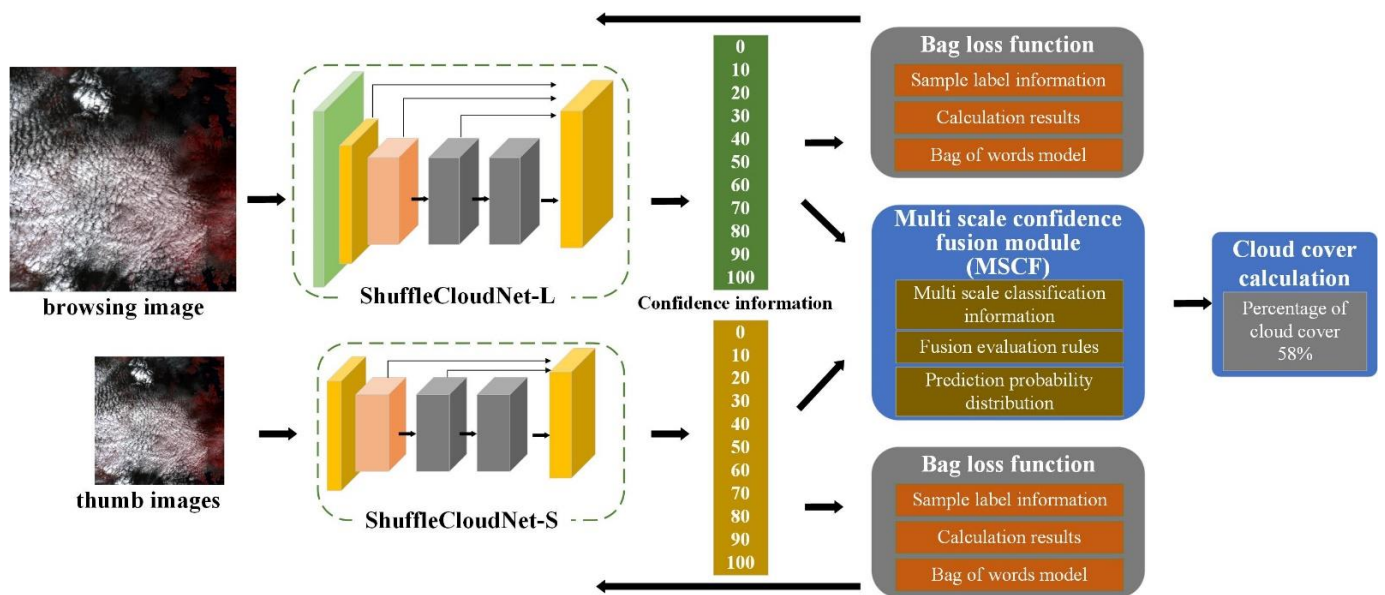 browsing image
ShuffleCloudNet-L
thumb images
ShuffleCloudNet-S
0
10
20
30
40
50
60
70
80
90
100
Confidence information
0
10
20
30
40
50
60
70
80
90
100
Bag loss function
Sample label information
Calculation results
Bag of words model
Multi scale confidence
fusion module
(MSCF)
Multi scale classification
information
Fusion evaluation rules
Prediction probability
distribution
Bag loss function
Sample label information
Calculation results
Bag of words model
Cloud cover
calculation
Percentage of
cloud cover
58%